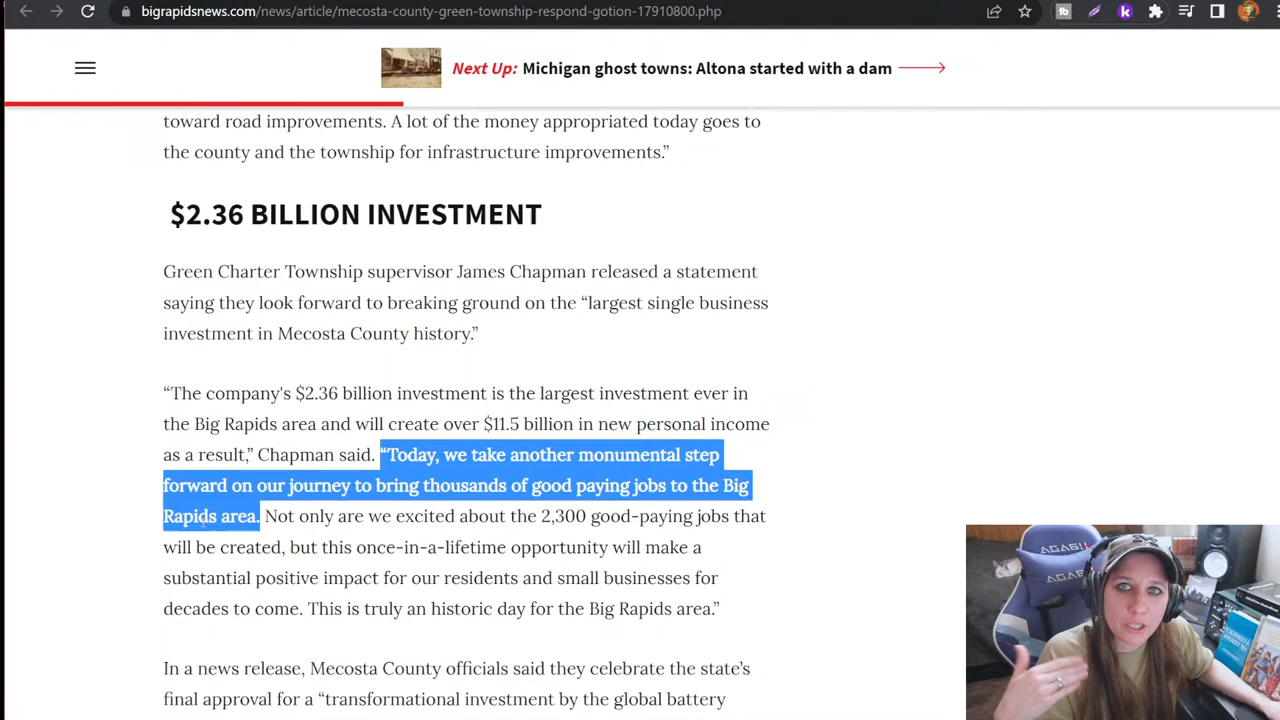 bigrapidsnews.com/news/article/mecosta-county-green-township-respond-gotion-17910800.php
Next Up: Michigan ghost towns: Altona started with a dam
toward road improvements. A lot of the money appropriated today goes to
the county and the township for infrastructure improvements.”
$2.36 BILLION INVESTMENT
Green Charter Township supervisor James Chapman released a statement
saying they look forward to breaking ground on the “largest single business
investment in Mecosta County history.”
“The company's $2.36 billion investment is the largest investment ever in
the Big Rapids area and will create over $11.5 billion in new personal income
as a result,” Chapman said. “Today, we take another monumental step
forward on our journey to bring thousands of good paying jobs to the Big
Rapids area. Not only are we excited about the 2,300 good-paying jobs that
will be created, but this once-in-a-lifetime opportunity will make a
substantial positive impact for our residents and small businesses for
decades to come. This is truly an historic day for the Big Rapids area.”
In a news release, Mecosta County officials said they celebrate the state’s
final approval for a “transformational investment by the global battery